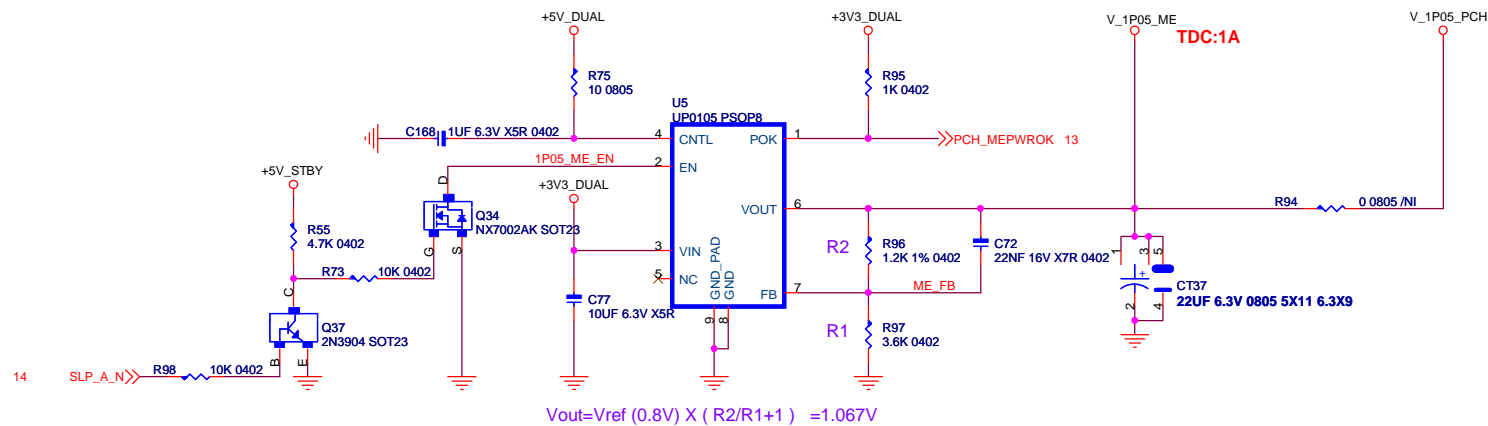 +5V_DUAL
+3V3_DUAL
V_1P05_ME
V_1P05_PCH
TDC:1A
R75
10 0805
R95
1K 0402
U5
UP0105 PSOP8
C168
1UF 6.3V X5R 0402
4
CNTL
POK
1
PCH_MEPWROK 13
1P05_ME_EN
2
EN
+5V_STBY
+3V3_DUAL
D
Q34
NX7002AK SOT23
G
S
R55
4.7K 0402
R73
10K 0402
VOUT
6
R94
0 0805 /NI
3
VIN
5
NC
GND_PAD
GND
9
8
FB
7
R2
R96
1.2K 1% 0402
C72
22NF 16V X7R 0402
ME_FB
1
3
5
+
2
4
CT37
22UF 6.3V 0805 5X11 6.3X9
C77
10UF 6.3V X5R
R1
R97
3.6K 0402
C
Q37
2N3904 SOT23
B
E
14
SLP_A_N
R98
10K 0402
Vout=Vref (0.8V) X ( R2/R1+1 ) =1.067V